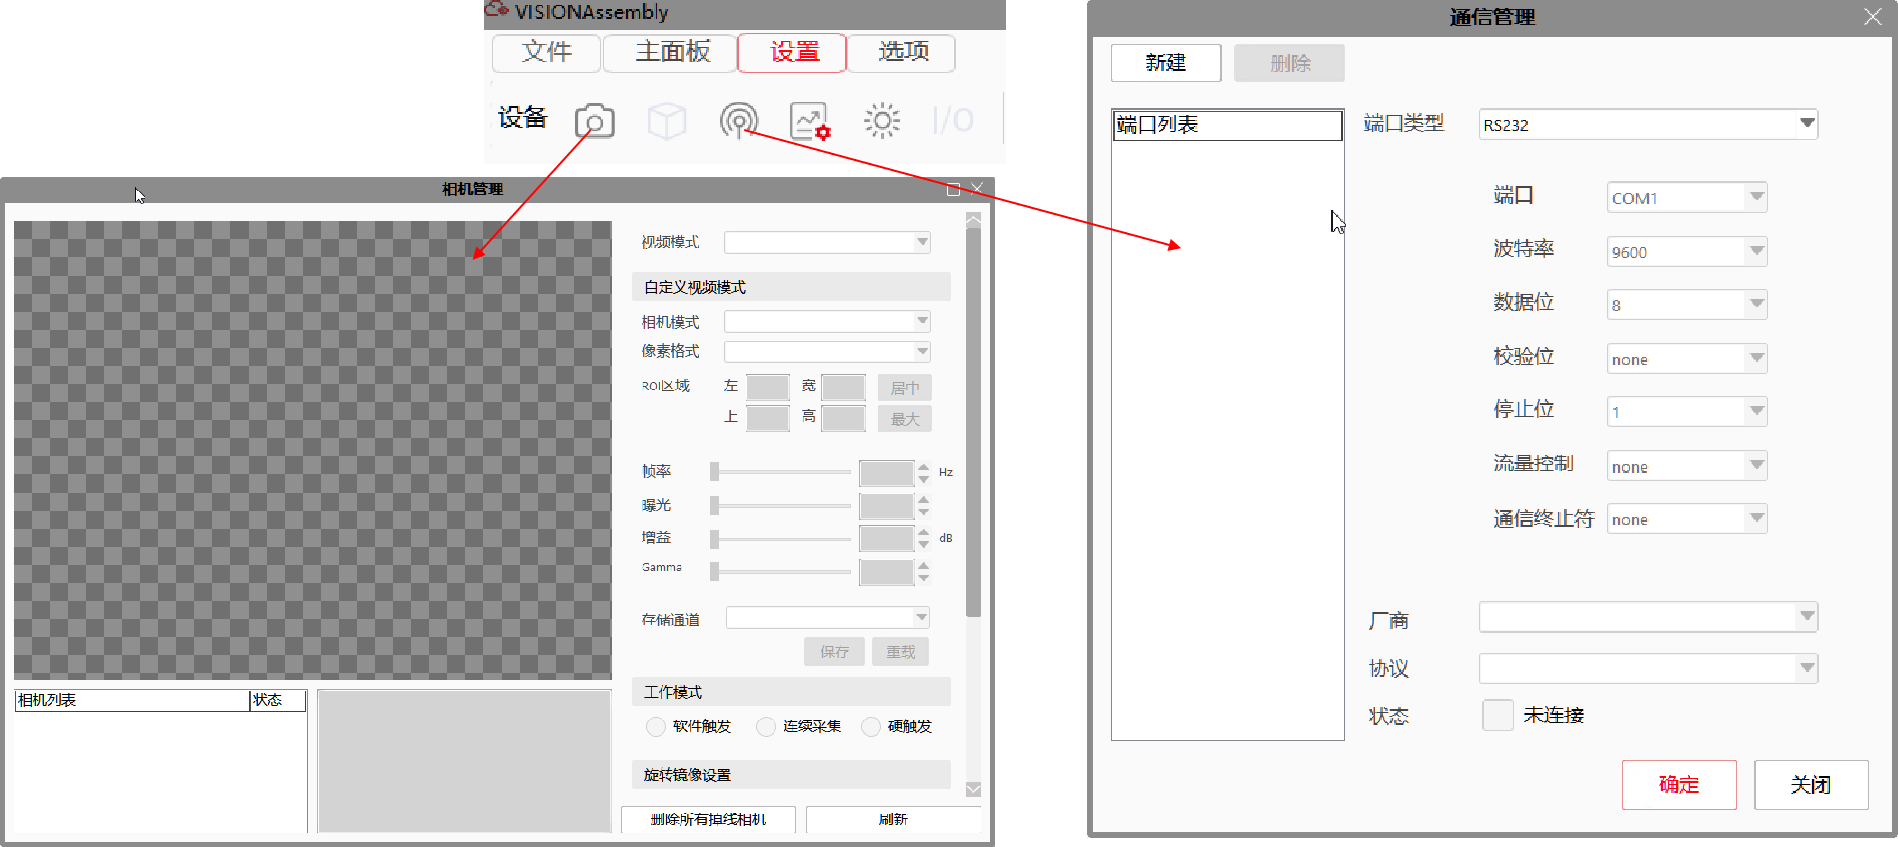 VISIONAssembly
文件 主面板 设置 选项
设备 I/O
相机管理
视频模式
自定义视频模式
相机模式
像素格式
ROI区域 左 宽 居中
上 高 最大
帧率 Hz
曝光
增益 dB
Gamma
存储通道
保存 重载
工作模式
软件触发 连续采集 硬触发
旋转镜像设置
相机列表 状态
删除所有掉线相机 刷新
通信管理
新建 删除
端口列表
端口类型 RS232
端口 COM1
波特率 9600
数据位 8
校验位 none
停止位 1
流量控制 none
通信终止符 none
厂商
协议
状态 未连接
确定 关闭